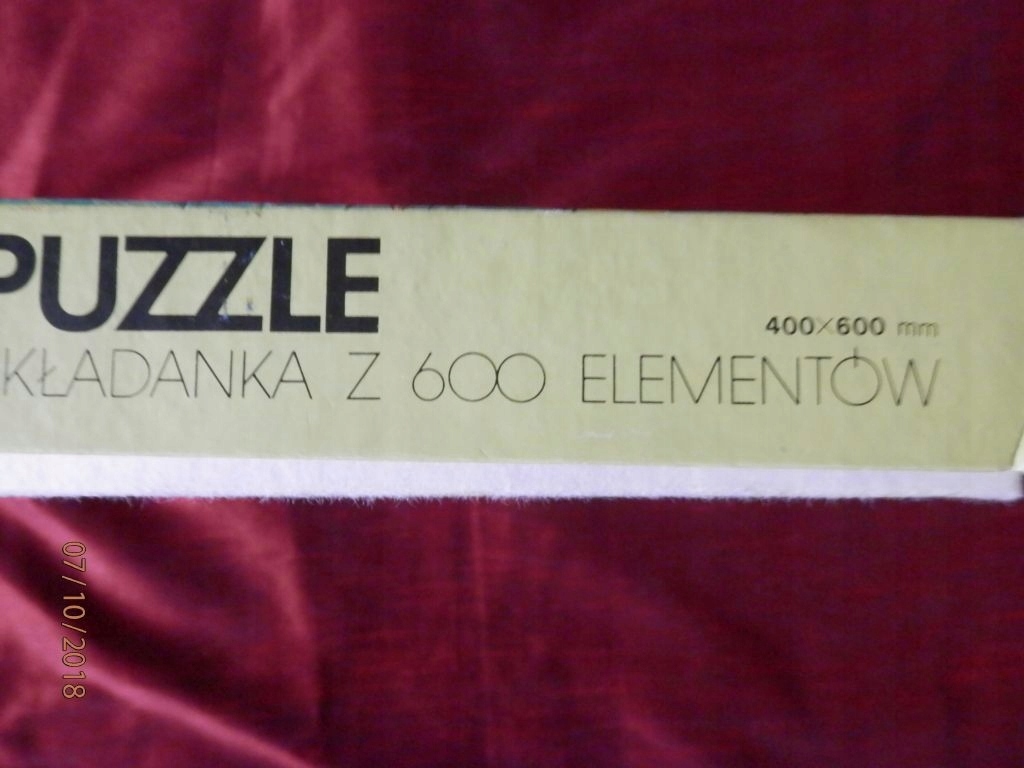 PUZZLE
400×600 mm
KŁADANKA Z 600 ELEMENTÓW
07/10/2018